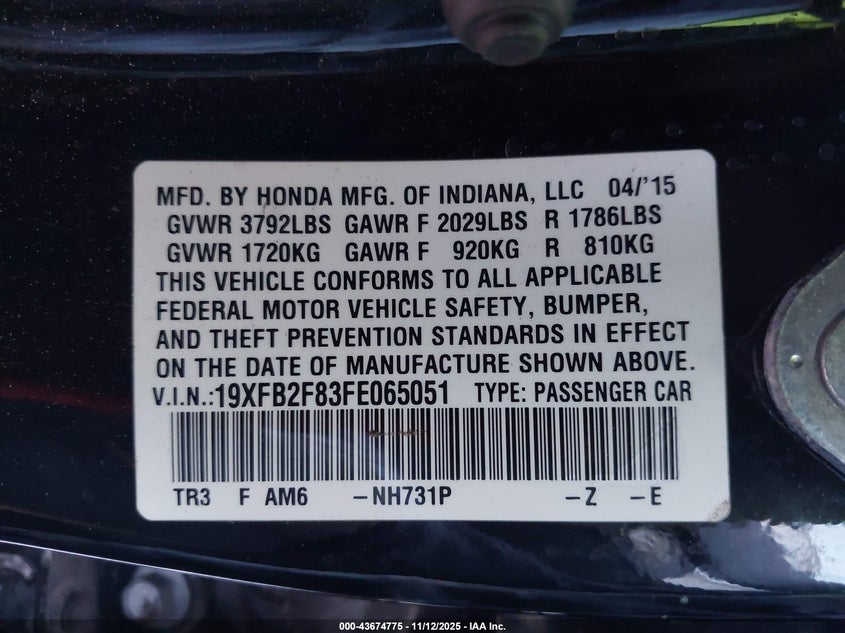 MFD. BY HONDA MFG. OF INDIANA, LLC 04/'15
GVWR 3792LBS GAWR F 2029LBS R 1786LBS
GVWR 1720KG GAWR F 920KG R 810KG
THIS VEHICLE CONFORMS TO ALL APPLICABLE
FEDERAL MOTOR VEHICLE SAFETY, BUMPER,
AND THEFT PREVENTION STANDARDS IN EFFECT
ON THE DATE OF MANUFACTURE SHOWN ABOVE.
V.I.N.:19XFB2F83FE065051 TYPE: PASSENGER CAR
TR3 F AM6 -NH731P -Z -E
000-43674775 - 11/12/2025 - IAA Inc.